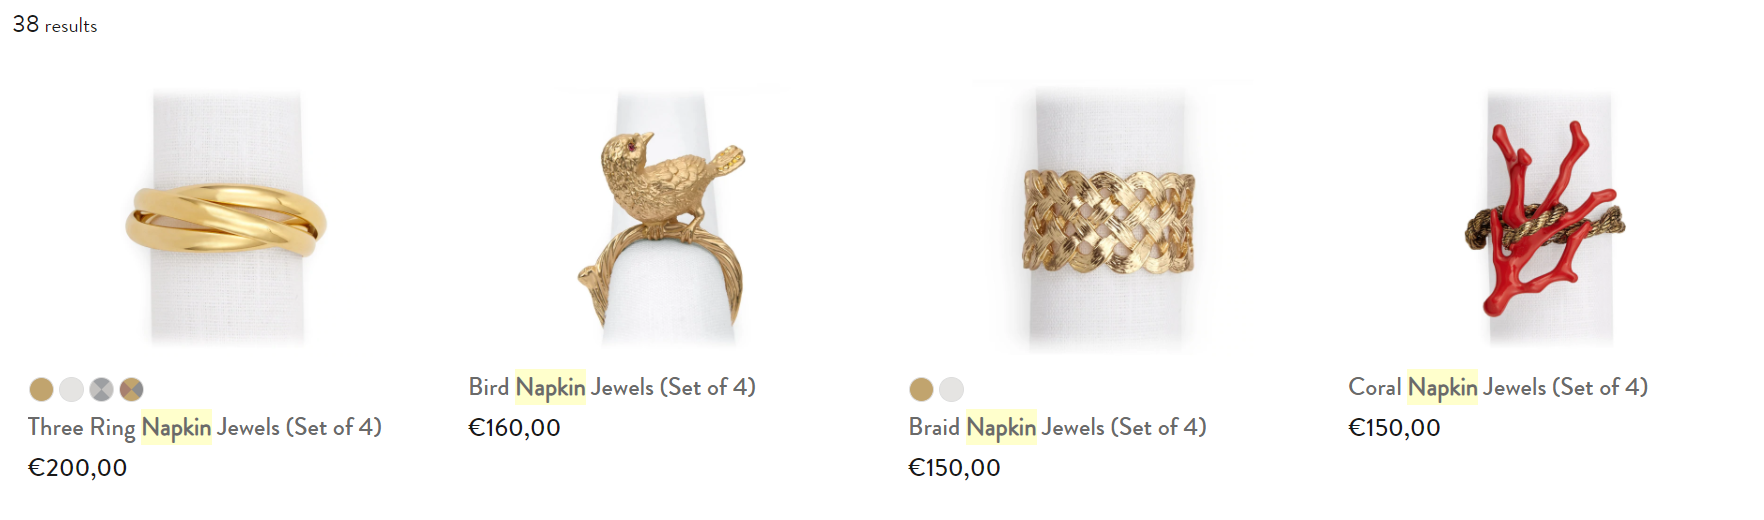 38 results
Three Ring Napkin Jewels (Set of 4)
€200,00
Bird Napkin Jewels (Set of 4)
€160,00
Braid Napkin Jewels (Set of 4)
€150,00
Coral Napkin Jewels (Set of 4)
€150,00